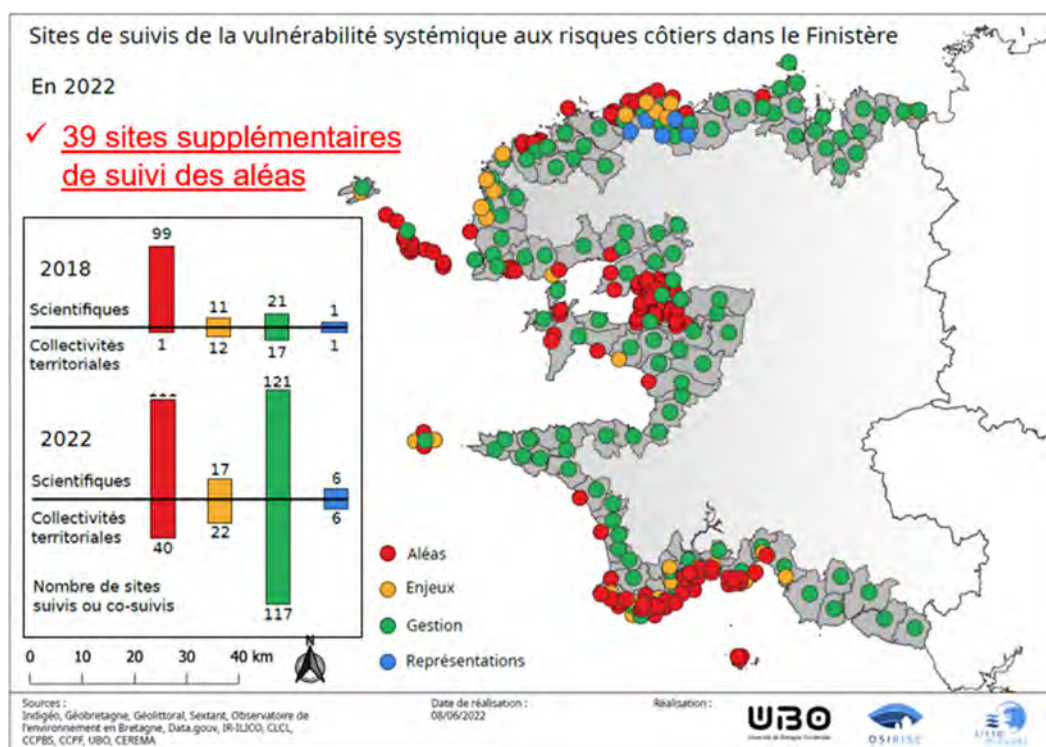 Sites de suivis de la vulnérabilité systémique aux risques côtiers dans le Finistère
En 2022
✓ 39 sites supplémentaires
de suivi des aléas
99
2018
Scientifiques
11
21
1
Collectivités
territoriales
1
12
17
1
121
2022
Scientifiques
17
6
Collectivités
territoriales
40
22
6
Nombre de sites
suivis ou co-suivis
117
Aléas
Enjeux
Gestion
Représentations
N
0 10 20 30 40 km
Sources :
Indigéo, Géobretagne, Géolittoral, Sextant, Observatoire de
l'environnement en Bretagne, Data.gouv, IR-ILICO, CLCL,
CCPBS, CCPF, UBO, CEREMA
Date de réalisation :
08/06/2022
Réalisation :
UBO
Université de Bretagne Occidentale
OSIRISC